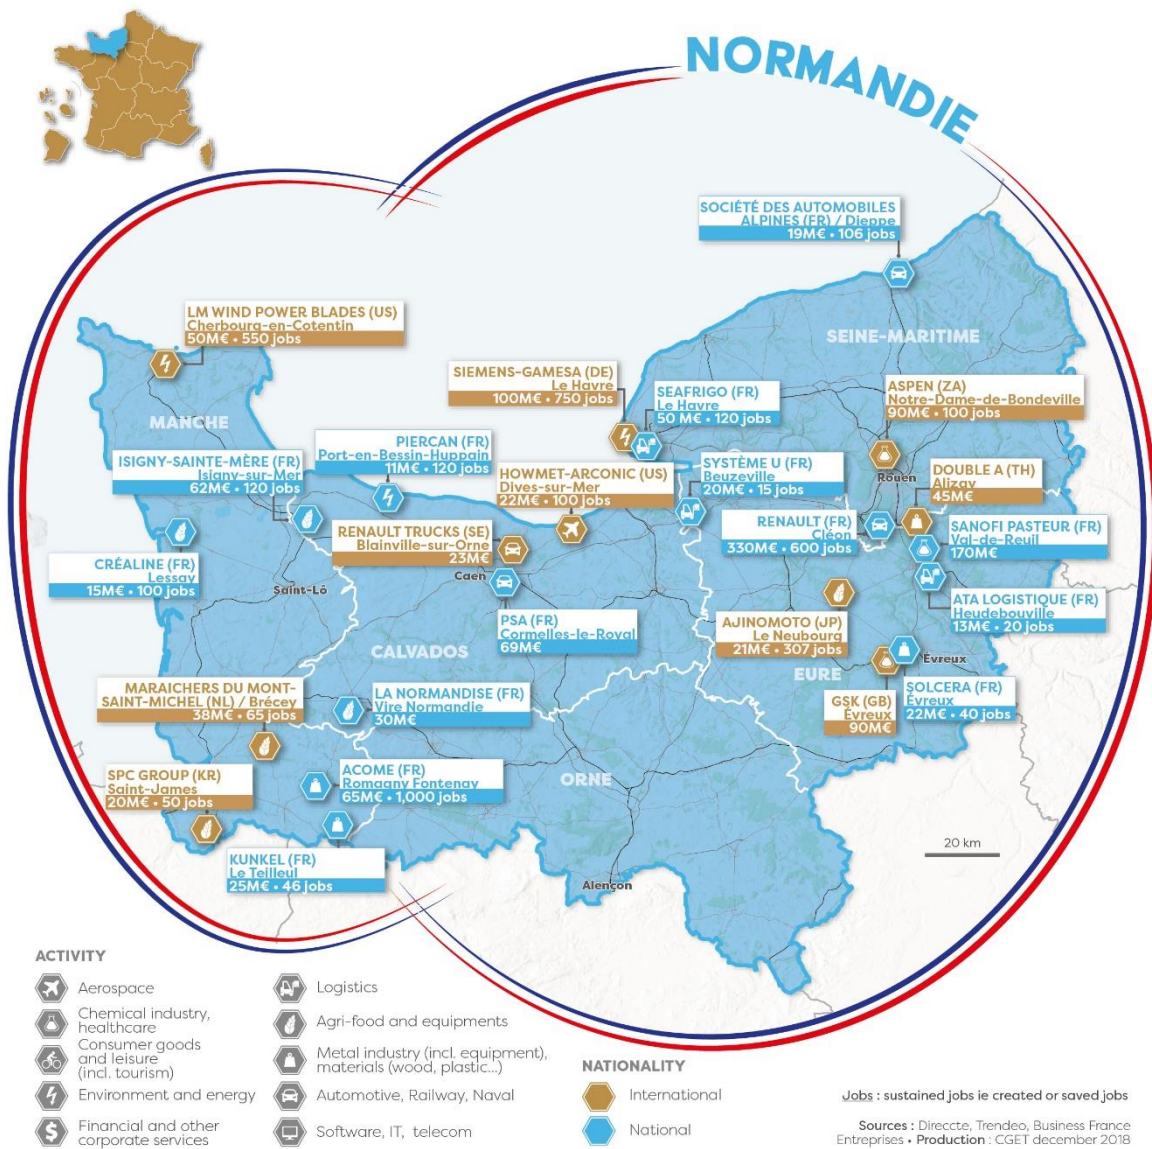 NORMANDIE
SOCIÉTÉ DES AUTOMOBILES
ALPINES (FR) / Dieppe
19M€ • 106 jobs
SEINE-MARITIME
LM WIND POWER BLADES (US)
Cherbourg-en-Cotentin
50M€ • 550 jobs
MANCHE
SIEMENS-GAMESA (DE)
Le Havre
100M€ • 750 jobs
SEAFRIGO (FR)
Le Havre
50 M€ • 120 jobs
ASPEN (ZA)
Notre-Dame-de-Bondeville
90M€ • 100 jobs
Rouen
PIERCAN (FR)
Port-en-Bessin-Huppain
11M€ • 120 jobs
ISIGNY-SAINTE-MÈRE (FR)
Isigny-sur-Mer
62M€ • 120 jobs
HOWMET-ARCONIC (US)
Dives-sur-Mer
22M€ • 100 jobs
SYSTÈME U (FR)
Beuzeville
20M€ • 15 jobs
DOUBLE A (TH)
Alizay
45M€
RENAULT TRUCKS (SE)
Blainville-sur-Orne
23M€
Caen
RENAULT (FR)
Cléon
330M€ • 600 jobs
SANOFI PASTEUR (FR)
Val-de-Reuil
170M€
CRÉALINE (FR)
Lessay
15M€ • 100 jobs
Saint-Lô
PSA (FR)
Cormelles-le-Royal
69M€
CALVADOS
ATA LOGISTIQUE (FR)
Heudebouville
13M€ • 20 jobs
AJINOMOTO (JP)
Le Neubourg
21M€ • 307 jobs
Évreux
EURE
MARAICHERS DU MONT-
SAINT-MICHEL (NL) / Brécey
38M€ • 65 jobs
LA NORMANDISE (FR)
Vire Normandie
30M€
GSK (GB)
Évreux
90M€
SOLCERA (FR)
Évreux
22M€ • 40 jobs
SPC GROUP (KR)
Saint-James
20M€ • 50 jobs
ACOME (FR)
Romagny Fontenay
65M€ • 1,000 jobs
ORNE
KUNKEL (FR)
Le Teilleul
25M€ • 46 jobs
Alençon
20 km
ACTIVITY
Aerospace
Chemical industry,
healthcare
Consumer goods
and leisure
(incl. tourism)
Environment and energy
$
Financial and other
corporate services
Logistics
Agri-food and equipments
Metal industry (incl. equipment),
materials (wood, plastic...)
Automotive, Railway, Naval
Software, IT, telecom
NATIONALITY
International
National
Jobs : sustained jobs ie created or saved jobs
Sources : Direccte, Trendeo, Business France
Entreprises • Production : CGET december 2018